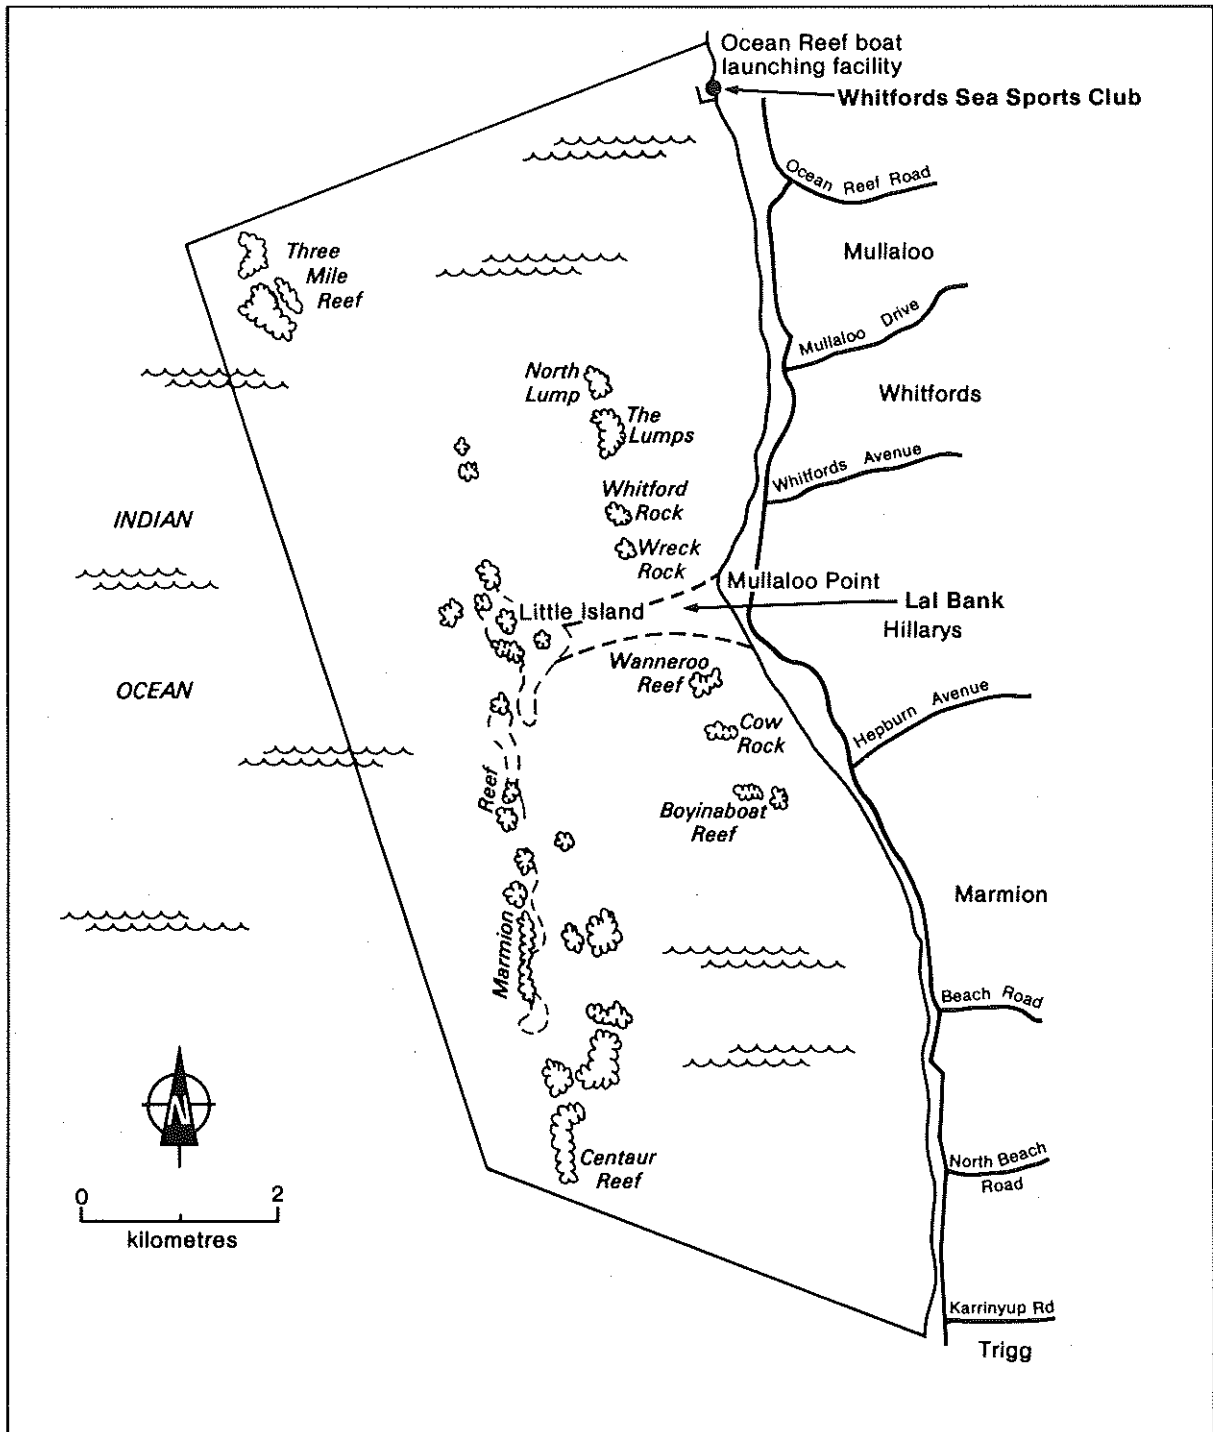 Ocean Reef boat
launching facility
Whitfords Sea Sports Club
Ocean Reef Road
Mullaloo
Three
Mile
Reef
Mullaloo Drive
North
Lump
Whitfords
The
Lumps
Whitfords Avenue
Whitford
Rock
INDIAN
Wreck
Rock
Mullaloo Point
Little Island
Lal Bank
Hillarys
Wanneroo
Reef
OCEAN
Hepburn Avenue
Cow
Rock
Reef
Boyinaboat
Reef
Marmion
Marmion
Beach Road
N
Centaur
Reef
North Beach
Road
0 2
kilometres
Karrinyup Rd
Trigg